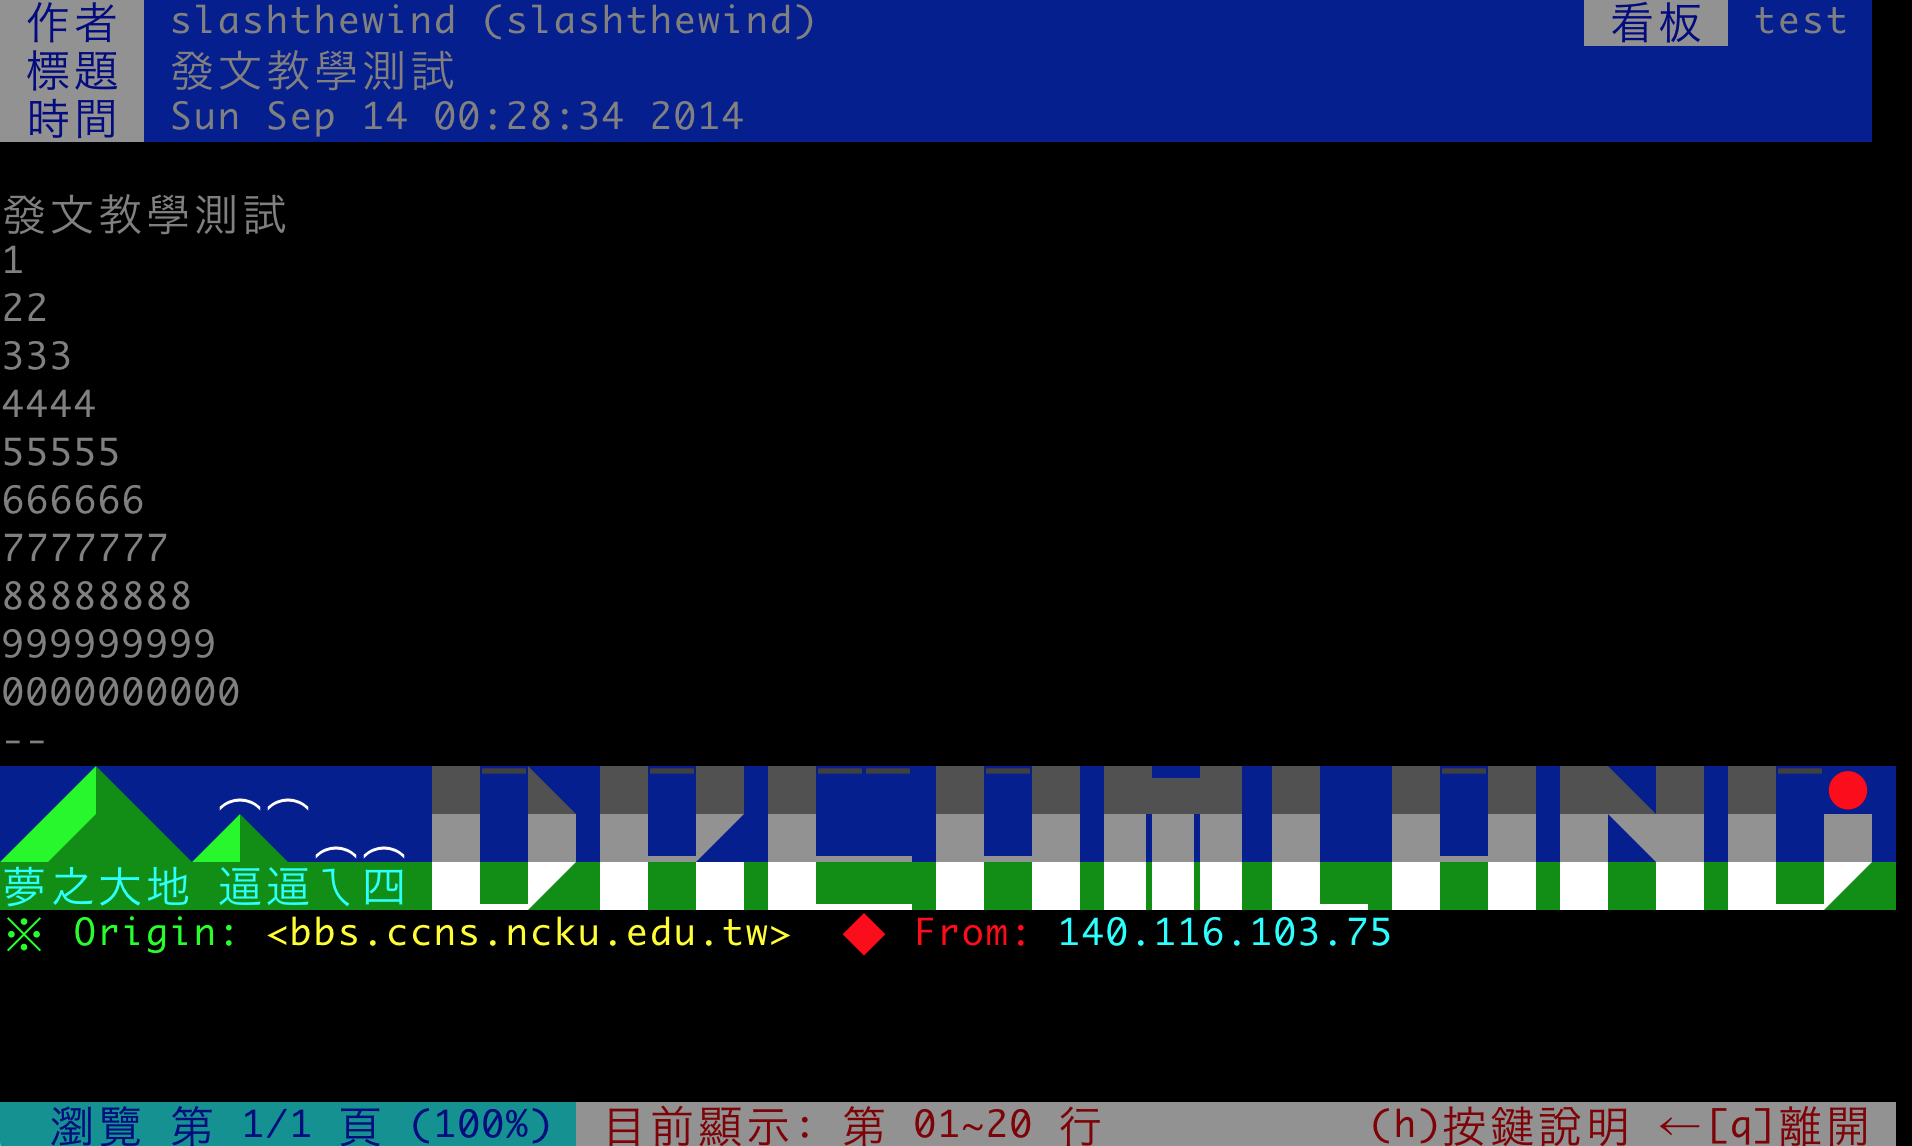 作者 slashthewind (slashthewind) 看板 test
標題 發文教學測試
時間 Sun Sep 14 00:28:34 2014
發文教學測試
1
22
333
4444
55555
666666
7777777
88888888
999999999
0000000000
--
DREAMLAND
夢之大地 逼逼ㄟ四
※ Origin: <bbs.ccns.ncku.edu.tw> ◆ From: 140.116.103.75
瀏覽 第 1/1 頁 (100%) 目前顯示: 第 01~20 行 (h)按鍵說明 ←[q]離開